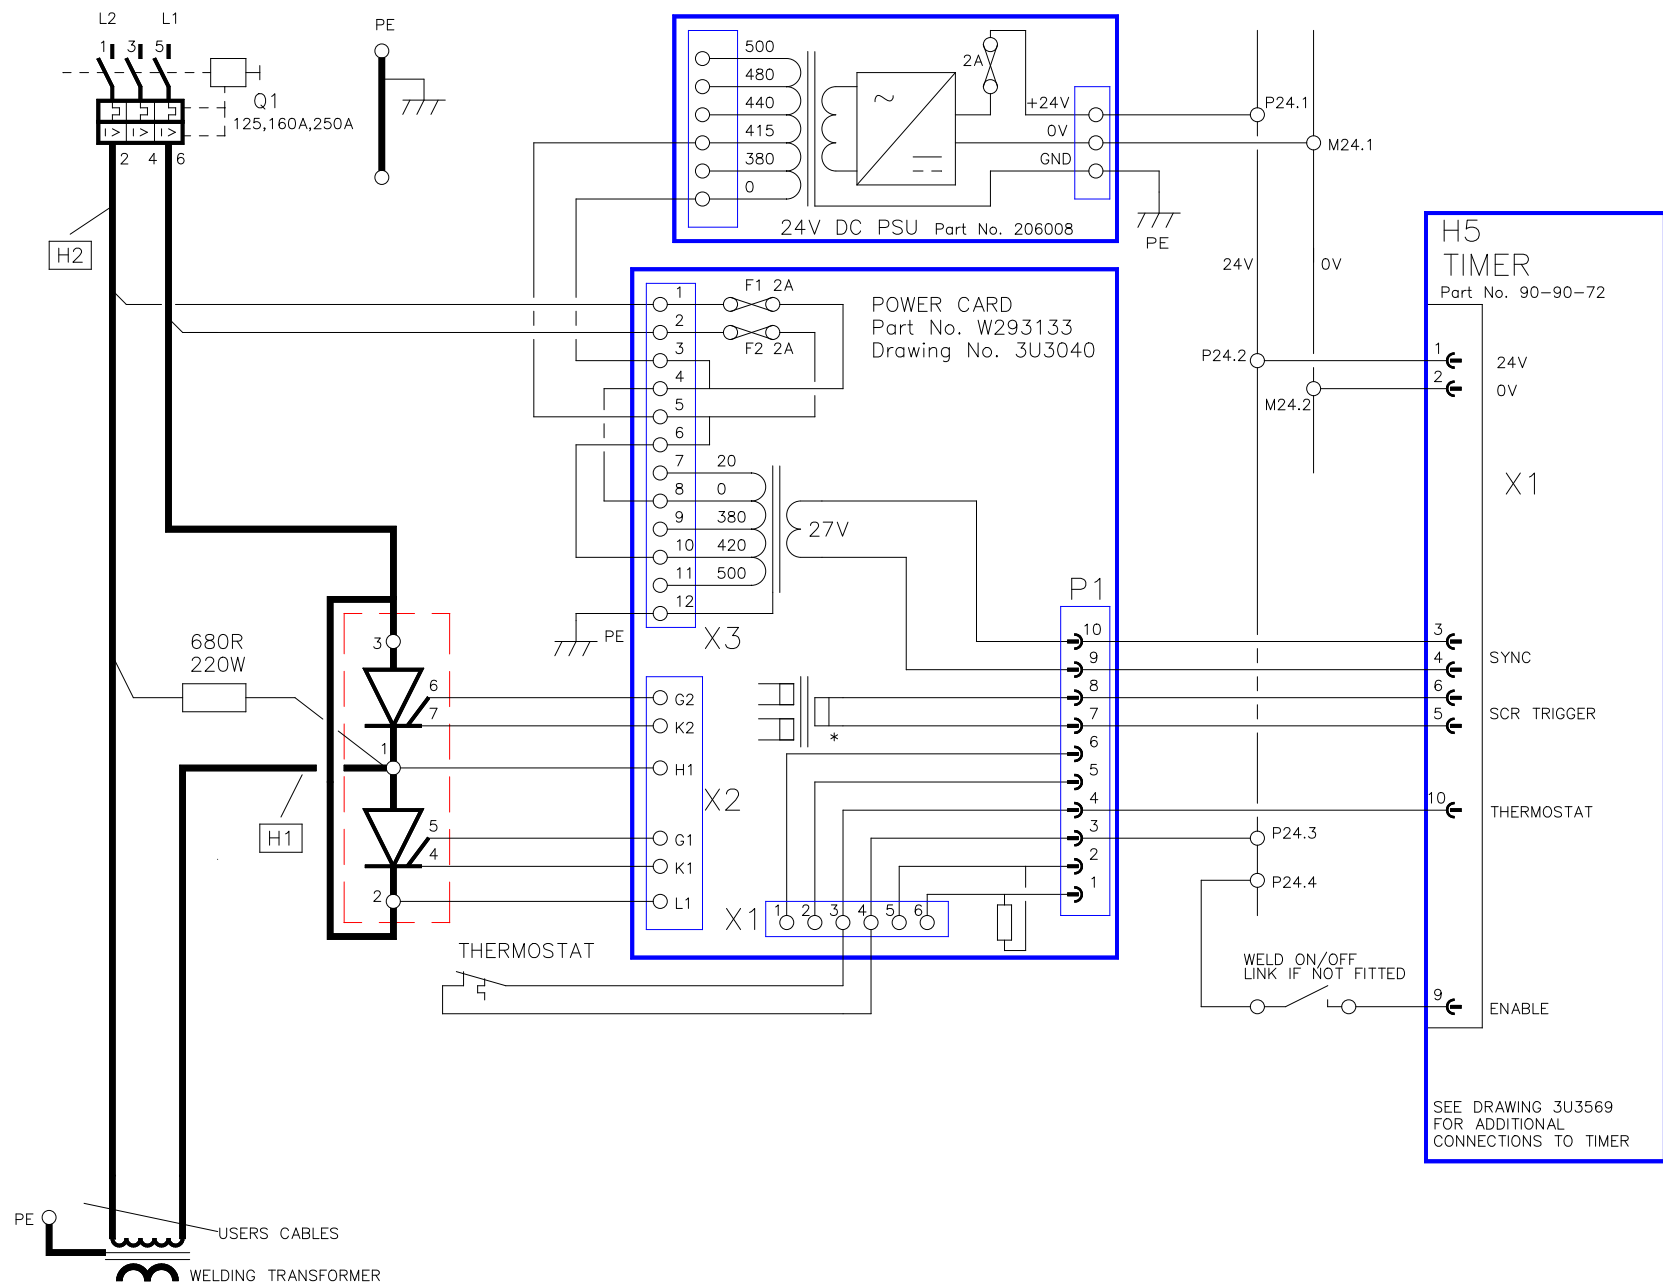 L2 L1
1 3 5
Q1
125,160A,250A
2 4 6
PE
H2
500
480
440
415
380
0
~
2A
+24V
0V
GND
24V DC PSU Part No. 206008
PE
P24.1
M24.1
24V 0V
H5
TIMER
Part No. 90-90-72
POWER CARD
Part No. W293133
Drawing No. 3U3040
1 F1 2A
2
3 F2 2A
4
5
6
7 20
8 0
9 380
10 420
11 500
12
27V
PE
X3
P24.2
M24.2
1 24V
2 0V
X1
P1
10
9
8
7
6
5
4
3
2
1
*
3
4
SYNC
6
5
SCR TRIGGER
10
THERMOSTAT
680R
220W
3
6
7
1
5
4
2
H1
G2
K2
H1
X2
G1
K1
L1
X1
1 2 3 4 5 6
P24.3
P24.4
THERMOSTAT
WELD ON/OFF
LINK IF NOT FITTED
9
ENABLE
SEE DRAWING 3U3569
FOR ADDITIONAL
CONNECTIONS TO TIMER
PE
USERS CABLES
WELDING TRANSFORMER